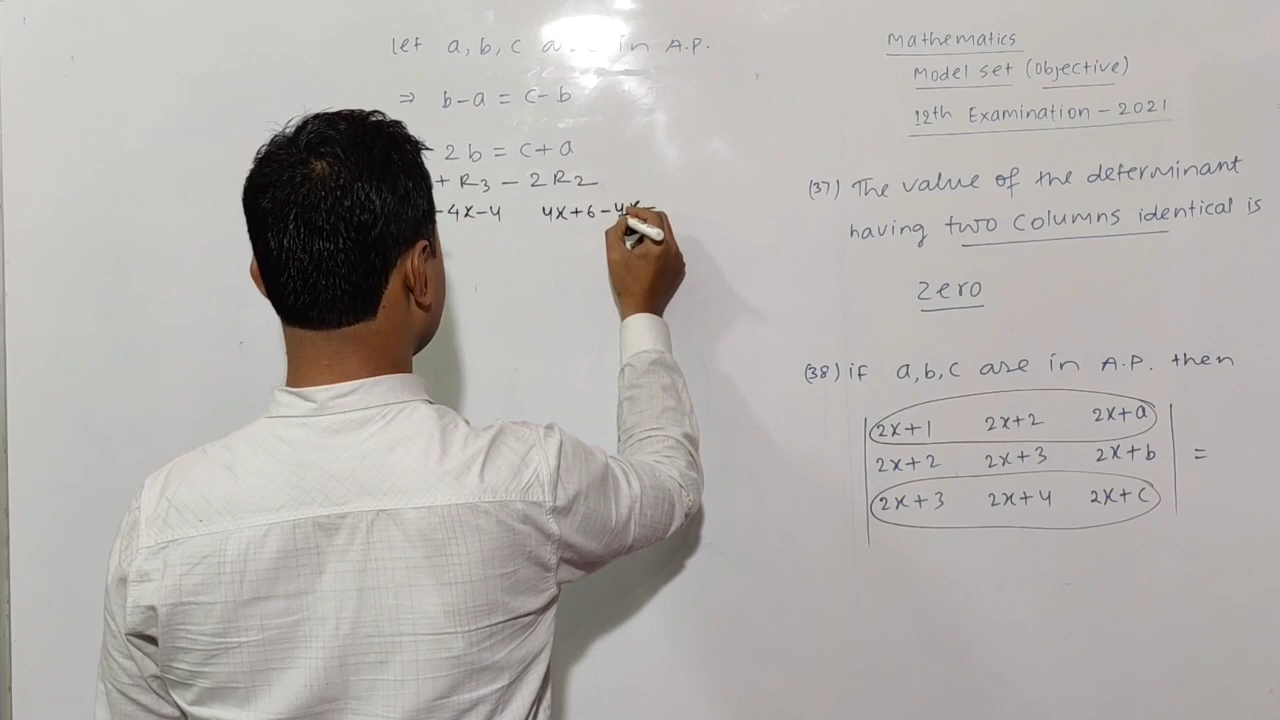 let a, b, c a in A.P.
⇒ b-a = c-b
2b = c+a
+ R3 - 2R2
-4x-4 4x+6-4x
Mathematics
Model set (objective)
12th Examination - 2021
(37) The value of the determinant
having two columns identical is
zero
(38) if a,b,c are in A.P. then
2x+1 2x+2 2x+a
2x+2 2x+3 2x+b =
2x+3 2x+4 2x+c